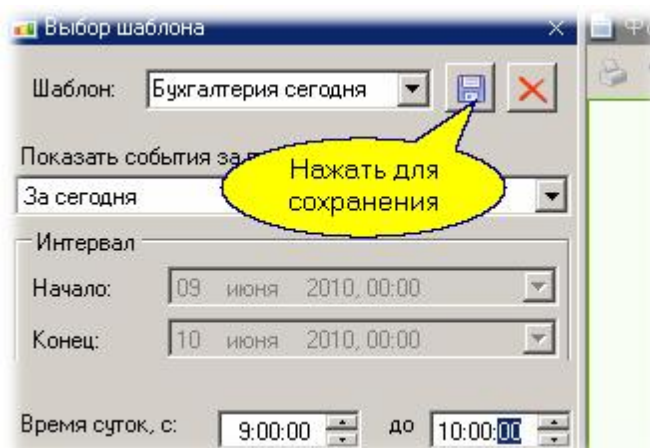 Выбор шаблона
Шаблон: Бухгалтерия сегодня
Показать события за
Нажать для
сохранения
За сегодня
Интервал
Начало: 09 июня 2010, 00:00
Конец: 10 июня 2010, 00:00
Время суток, с: 9:00:00 до 10:00:00